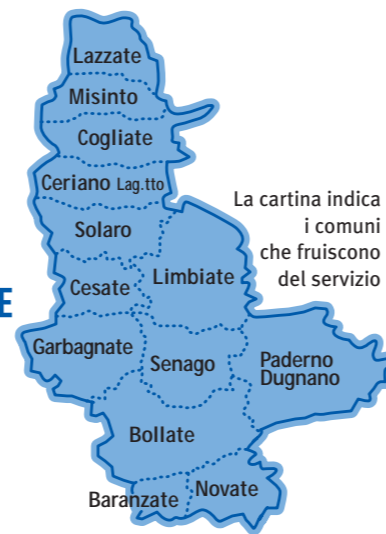 Lazzate
Misinto
Cogliate
Ceriano Lag.tto
La cartina indica
i comuni
che fruiscono
del servizio
Solaro
Limbiate
Cesate
E
Garbagnate
Senago
Paderno
Dugnano
Bollate
Baranzate
Novate